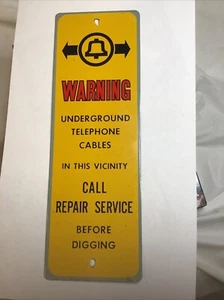 WARNING
UNDERGROUND
TELEPHONE
CABLES
IN THIS VICINITY
CALL
REPAIR SERVICE
BEFORE
DIGGING